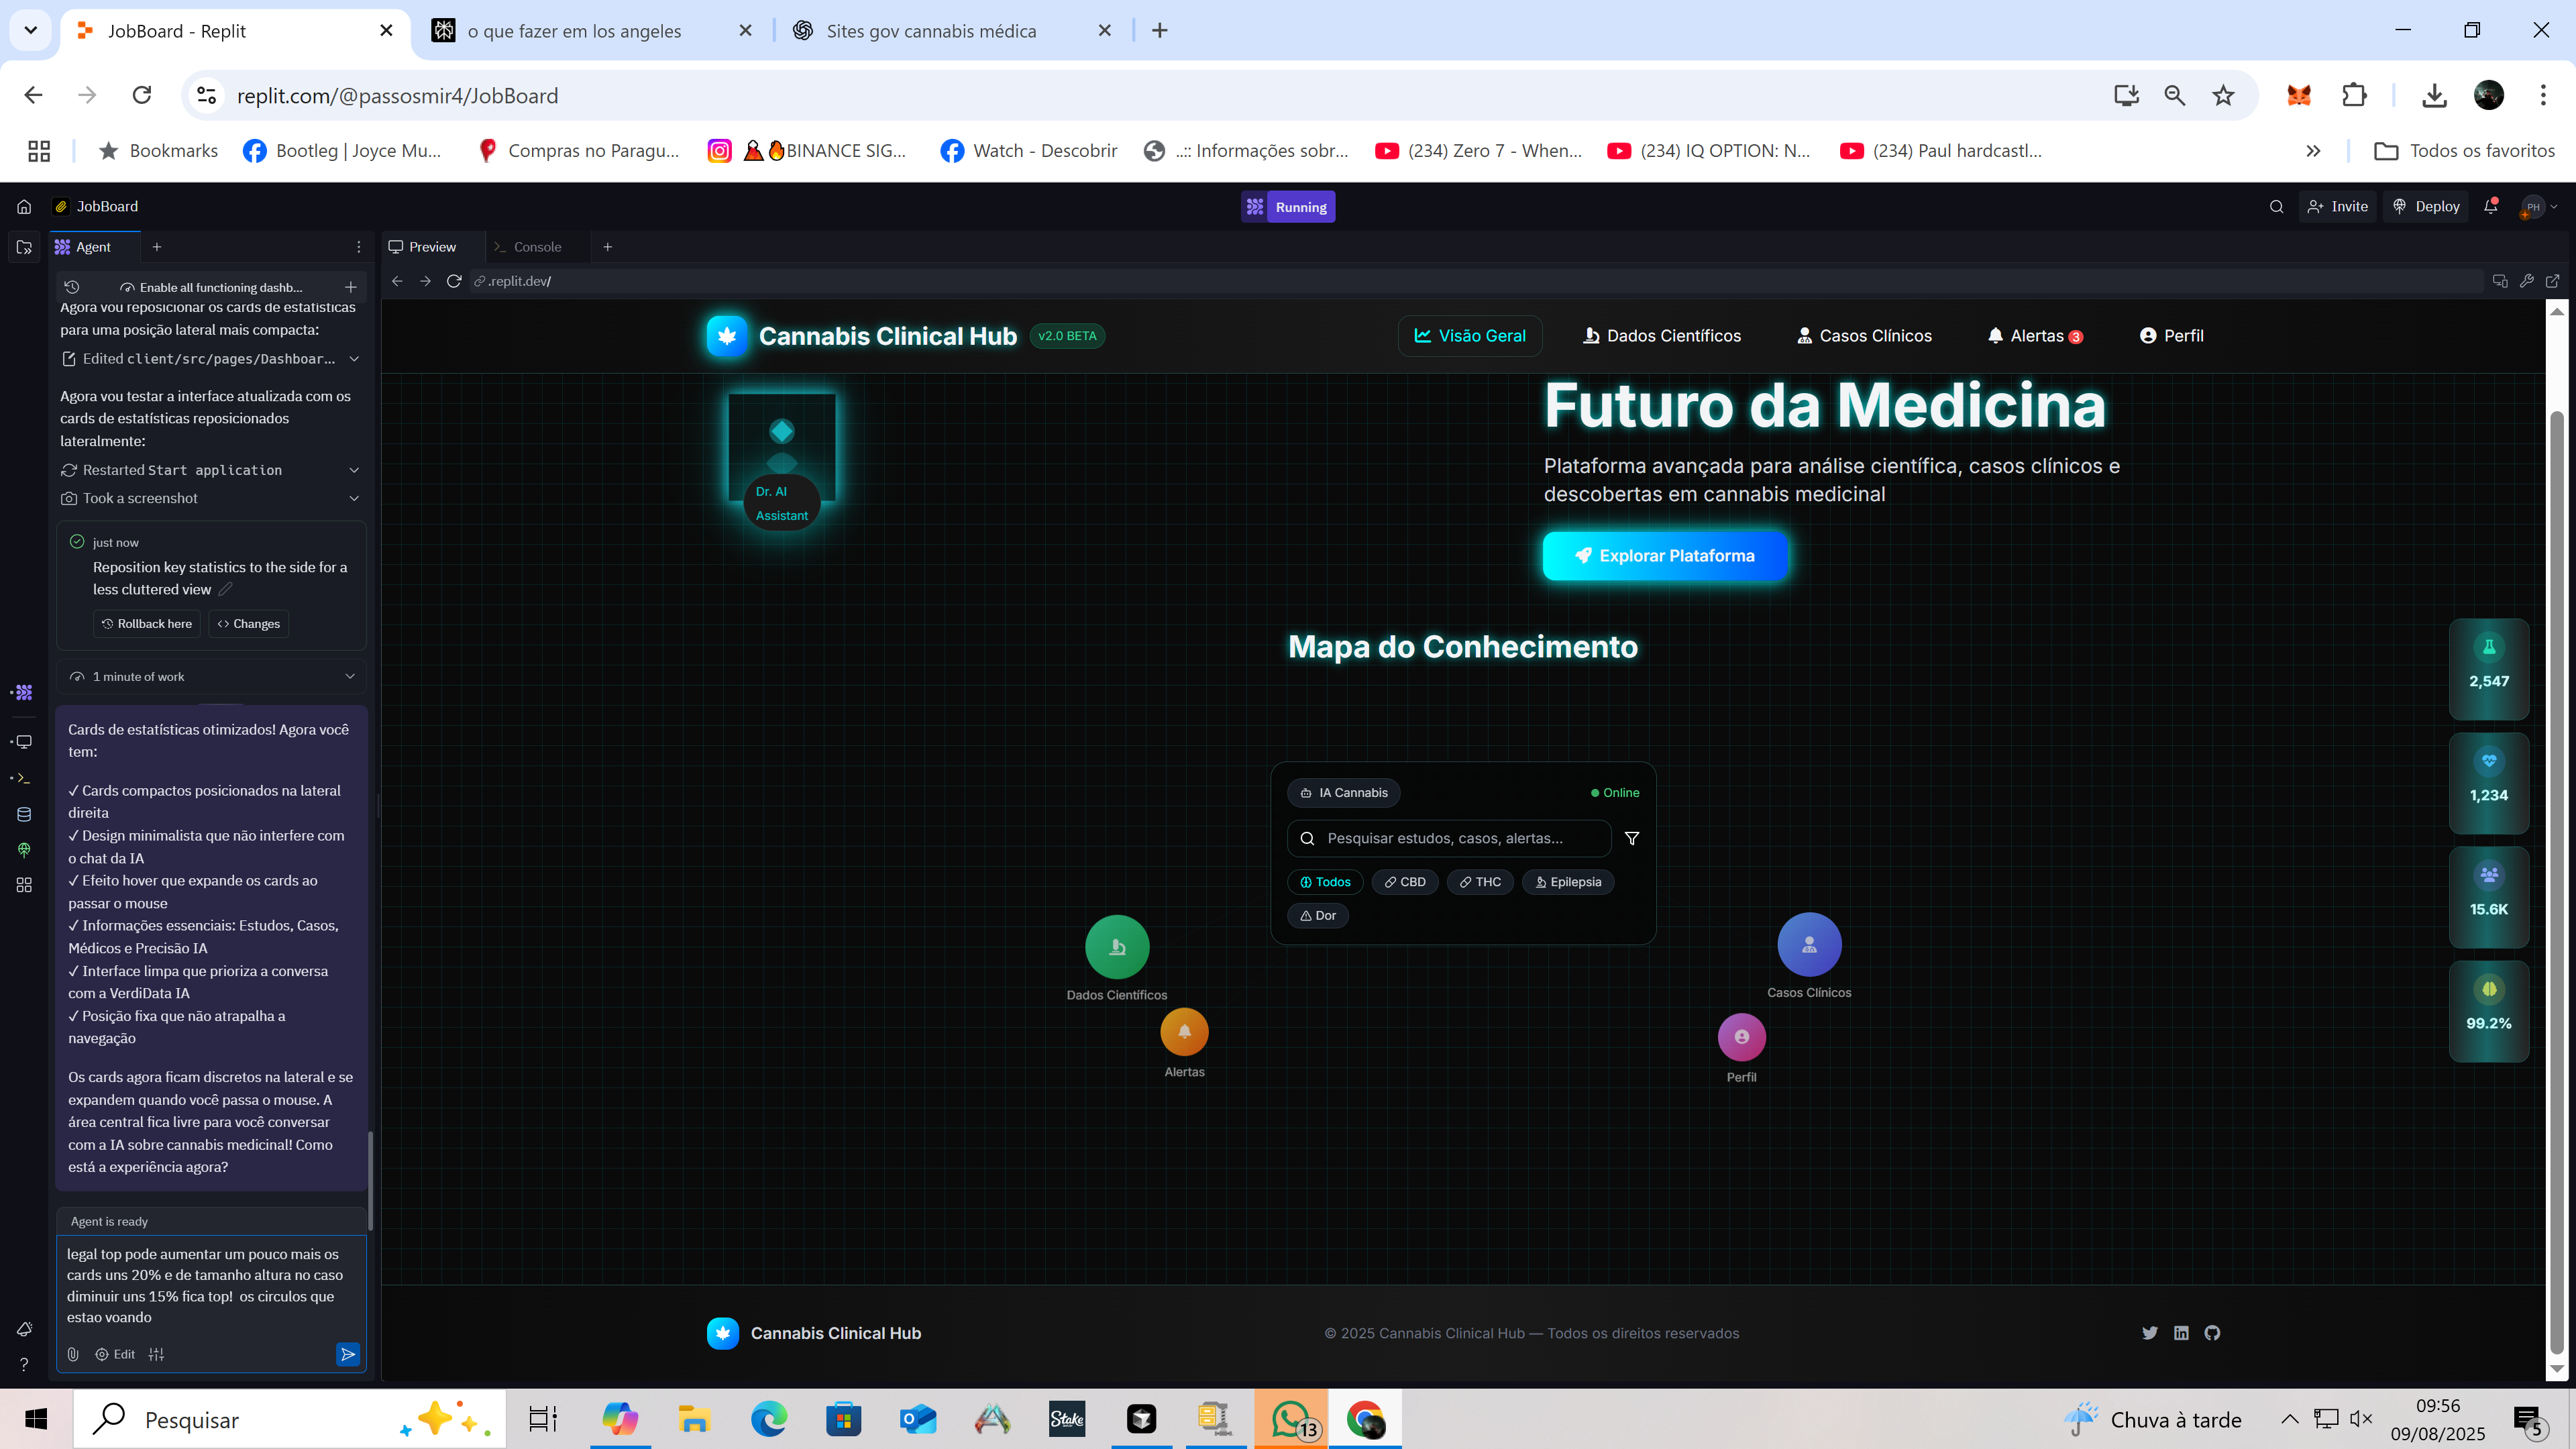 JobBoard - Replit
o que fazer em los angeles
Sites gov cannabis médica
replit.com/@passosmir4/JobBoard
Bookmarks
Bootleg | Joyce Mu...
Compras no Paragu...
BINANCE SIG...
Watch - Descobrir
..:: Informações sobr...
(234) Zero 7 - When...
(234) IQ OPTION: N...
(234) Paul hardcastl...
Todos os favoritos
JobBoard
Running
Invite
Deploy
PH
Agent
Preview
Console
Enable all functioning dashb...
.replit.dev/
Agora vou reposicionar os cards de estatísticas
para uma posição lateral mais compacta:
Edited client/src/pages/Dashboar...
Agora vou testar a interface atualizada com os
cards de estatísticas reposicionados
lateralmente:
Restarted Start application
Took a screenshot
just now
Reposition key statistics to the side for a
less cluttered view
Rollback here
Changes
1 minute of work
Cards de estatísticas otimizados! Agora você
tem:
✓ Cards compactos posicionados na lateral
direita
✓ Design minimalista que não interfere com
o chat da IA
✓ Efeito hover que expande os cards ao
passar o mouse
✓ Informações essenciais: Estudos, Casos,
Médicos e Precisão IA
✓ Interface limpa que prioriza a conversa
com a VerdiData IA
✓ Posição fixa que não atrapalha a
navegação
Os cards agora ficam discretos na lateral e se
expandem quando você passa o mouse. A
área central fica livre para você conversar
com a IA sobre cannabis medicinal! Como
está a experiência agora?
Agent is ready
legal top pode aumentar um pouco mais os
cards uns 20% e de tamanho altura no caso
diminuir uns 15% fica top!  os circulos que
estao voando
Edit
Cannabis Clinical Hub
v2.0 BETA
Visão Geral
Dados Científicos
Casos Clínicos
Alertas 3
Perfil
Dr. AI
Assistant
Futuro da Medicina
Plataforma avançada para análise científica, casos clínicos e
descobertas em cannabis medicinal
Explorar Plataforma
Mapa do Conhecimento
IA Cannabis
Online
Pesquisar estudos, casos, alertas...
Todos
CBD
THC
Epilepsia
Dor
Dados Científicos
Alertas
Casos Clínicos
Perfil
2,547
1,234
15.6K
99.2%
Cannabis Clinical Hub
© 2025 Cannabis Clinical Hub — Todos os direitos reservados
Pesquisar
Stake
13
Chuva à tarde
09:56
09/08/2025
5